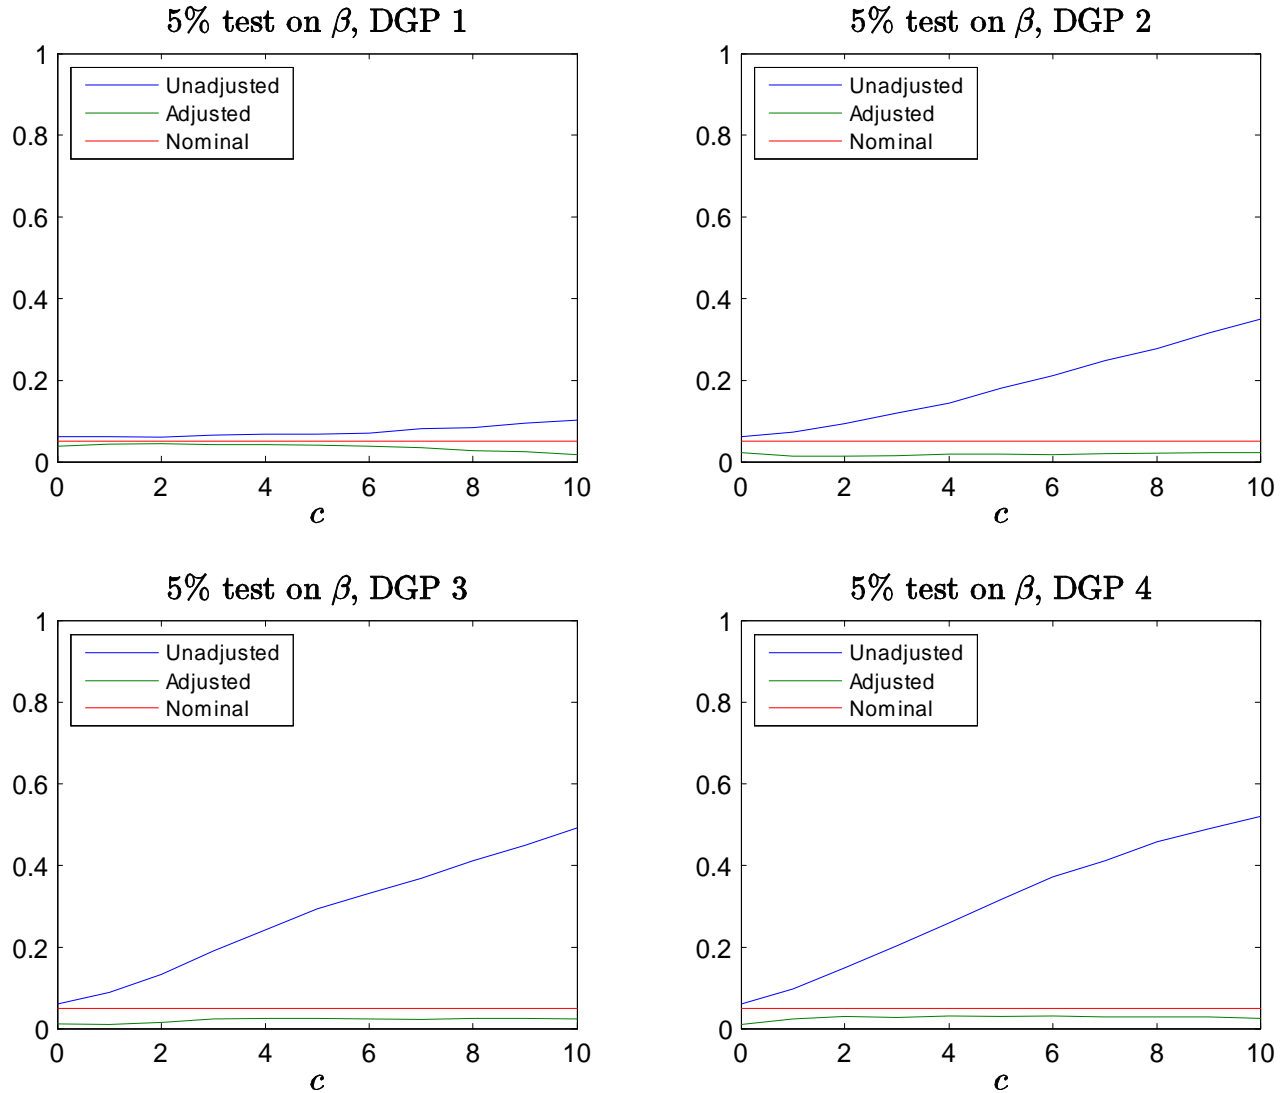 5% test on β, DGP 1
1
0.8
0.6
0.4
0.2
0
Unadjusted
Adjusted
Nominal
0 2 4 6 8 10
c
5% test on β, DGP 2
1
0.8
0.6
0.4
0.2
0
Unadjusted
Adjusted
Nominal
0 2 4 6 8 10
c
5% test on β, DGP 3
1
0.8
0.6
0.4
0.2
0
Unadjusted
Adjusted
Nominal
0 2 4 6 8 10
c
5% test on β, DGP 4
1
0.8
0.6
0.4
0.2
0
Unadjusted
Adjusted
Nominal
0 2 4 6 8 10
c